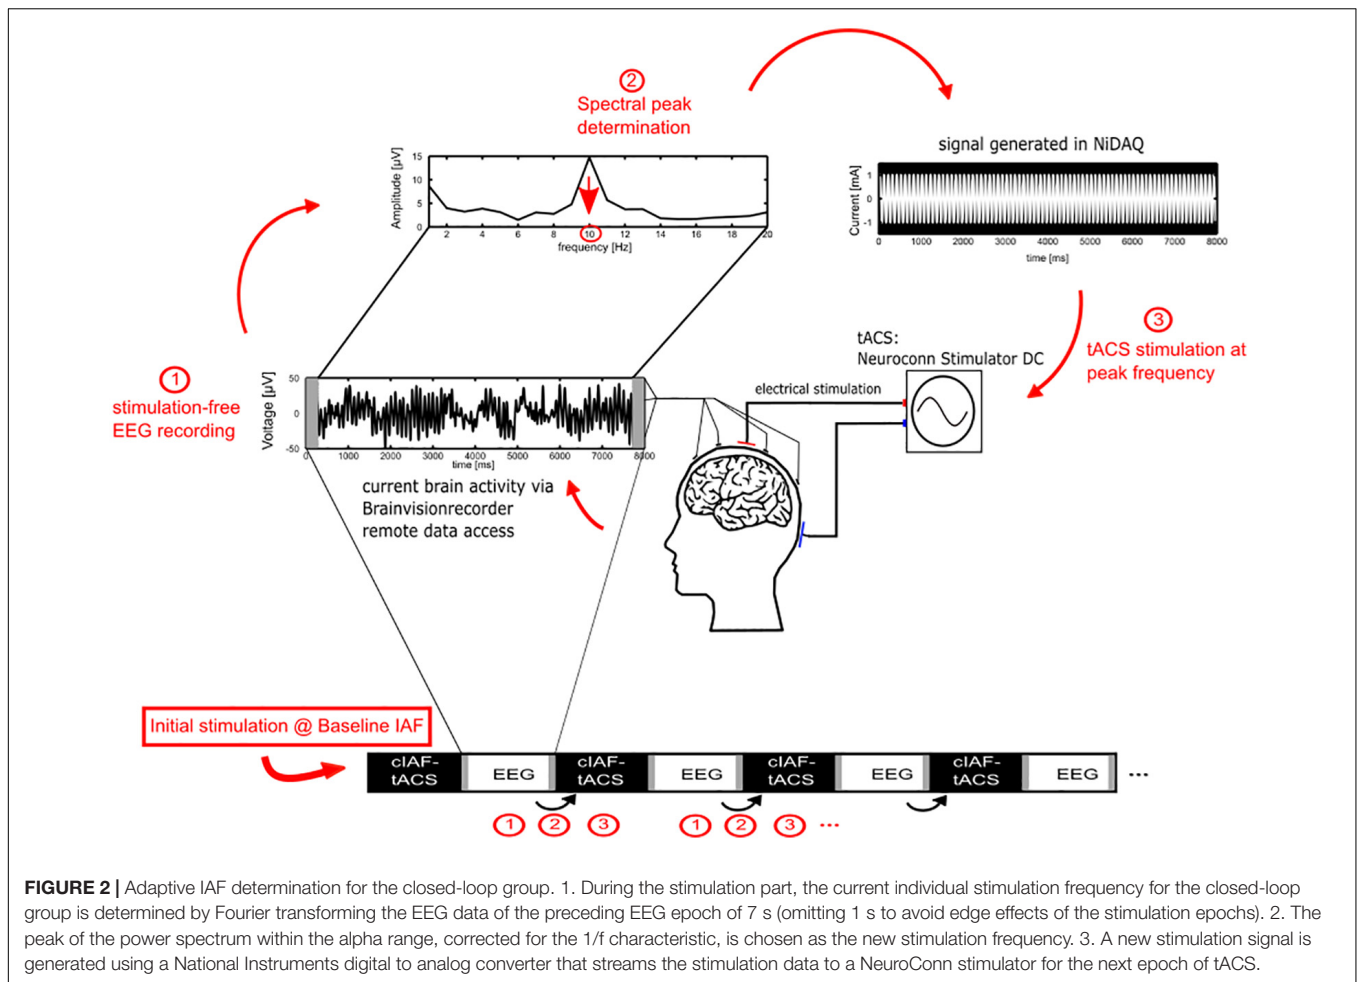 2
Spectral peak
determination
signal generated in NiDAQ
Amplitude [µV]
15
10
5
0
2 4 6 8 10 12 14 16 18 20
frequency [Hz]
Current [mA]
1
0
-1
0 1000 2000 3000 4000 5000 6000 7000 8000
time [ms]
1
stimulation-free
EEG recording
Voltage [µV]
50
0
-50
0 1000 2000 3000 4000 5000 6000 7000 8000
time [ms]
current brain activity via
Brainvisionrecorder
remote data access
tACS:
Neuroconn Stimulator DC
electrical stimulation
3
tACS stimulation at
peak frequency
Initial stimulation @ Baseline IAF
cIAF-
tACS
EEG
cIAF-
tACS
EEG
cIAF-
tACS
EEG
cIAF-
tACS
EEG
...
1 2 3 1 2 3 ...
FIGURE 2 | Adaptive IAF determination for the closed-loop group. 1. During the stimulation part, the current individual stimulation frequency for the closed-loop
group is determined by Fourier transforming the EEG data of the preceding EEG epoch of 7 s (omitting 1 s to avoid edge effects of the stimulation epochs). 2. The
peak of the power spectrum within the alpha range, corrected for the 1/f characteristic, is chosen as the new stimulation frequency. 3. A new stimulation signal is
generated using a National Instruments digital to analog converter that streams the stimulation data to a NeuroConn stimulator for the next epoch of tACS.